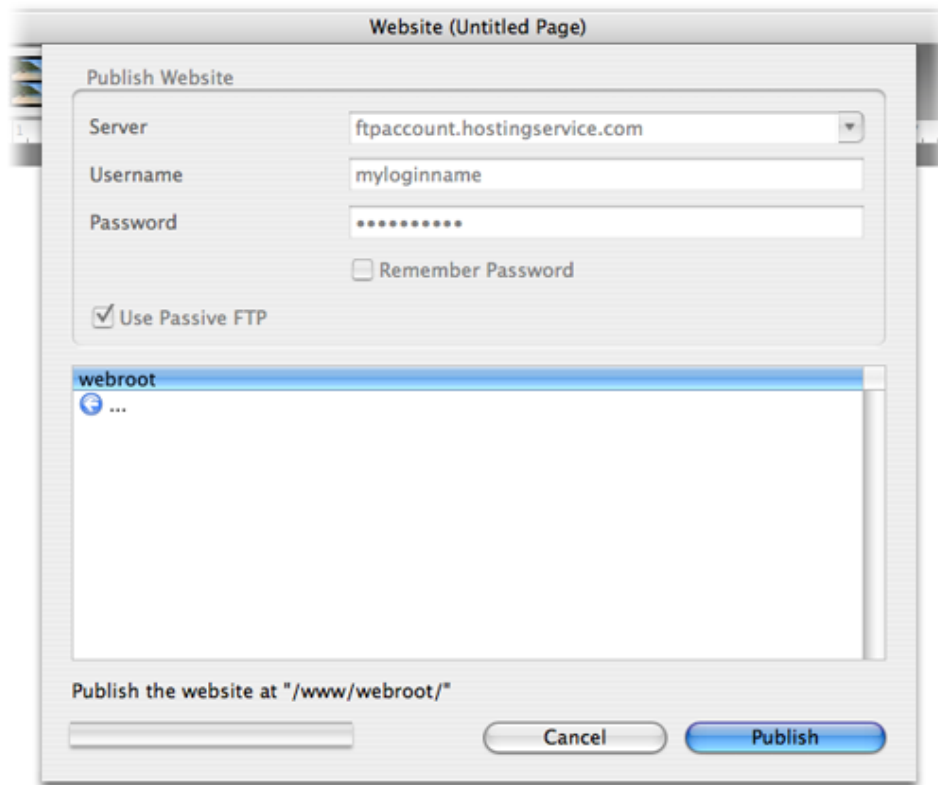 Website (Untitled Page)
1
Publish Website
Server ftpaccount.hostingservice.com
Username myloginname
Password ••••••••••
Remember Password
Use Passive FTP
webroot
...
Publish the website at "/www/webroot/"
Cancel Publish